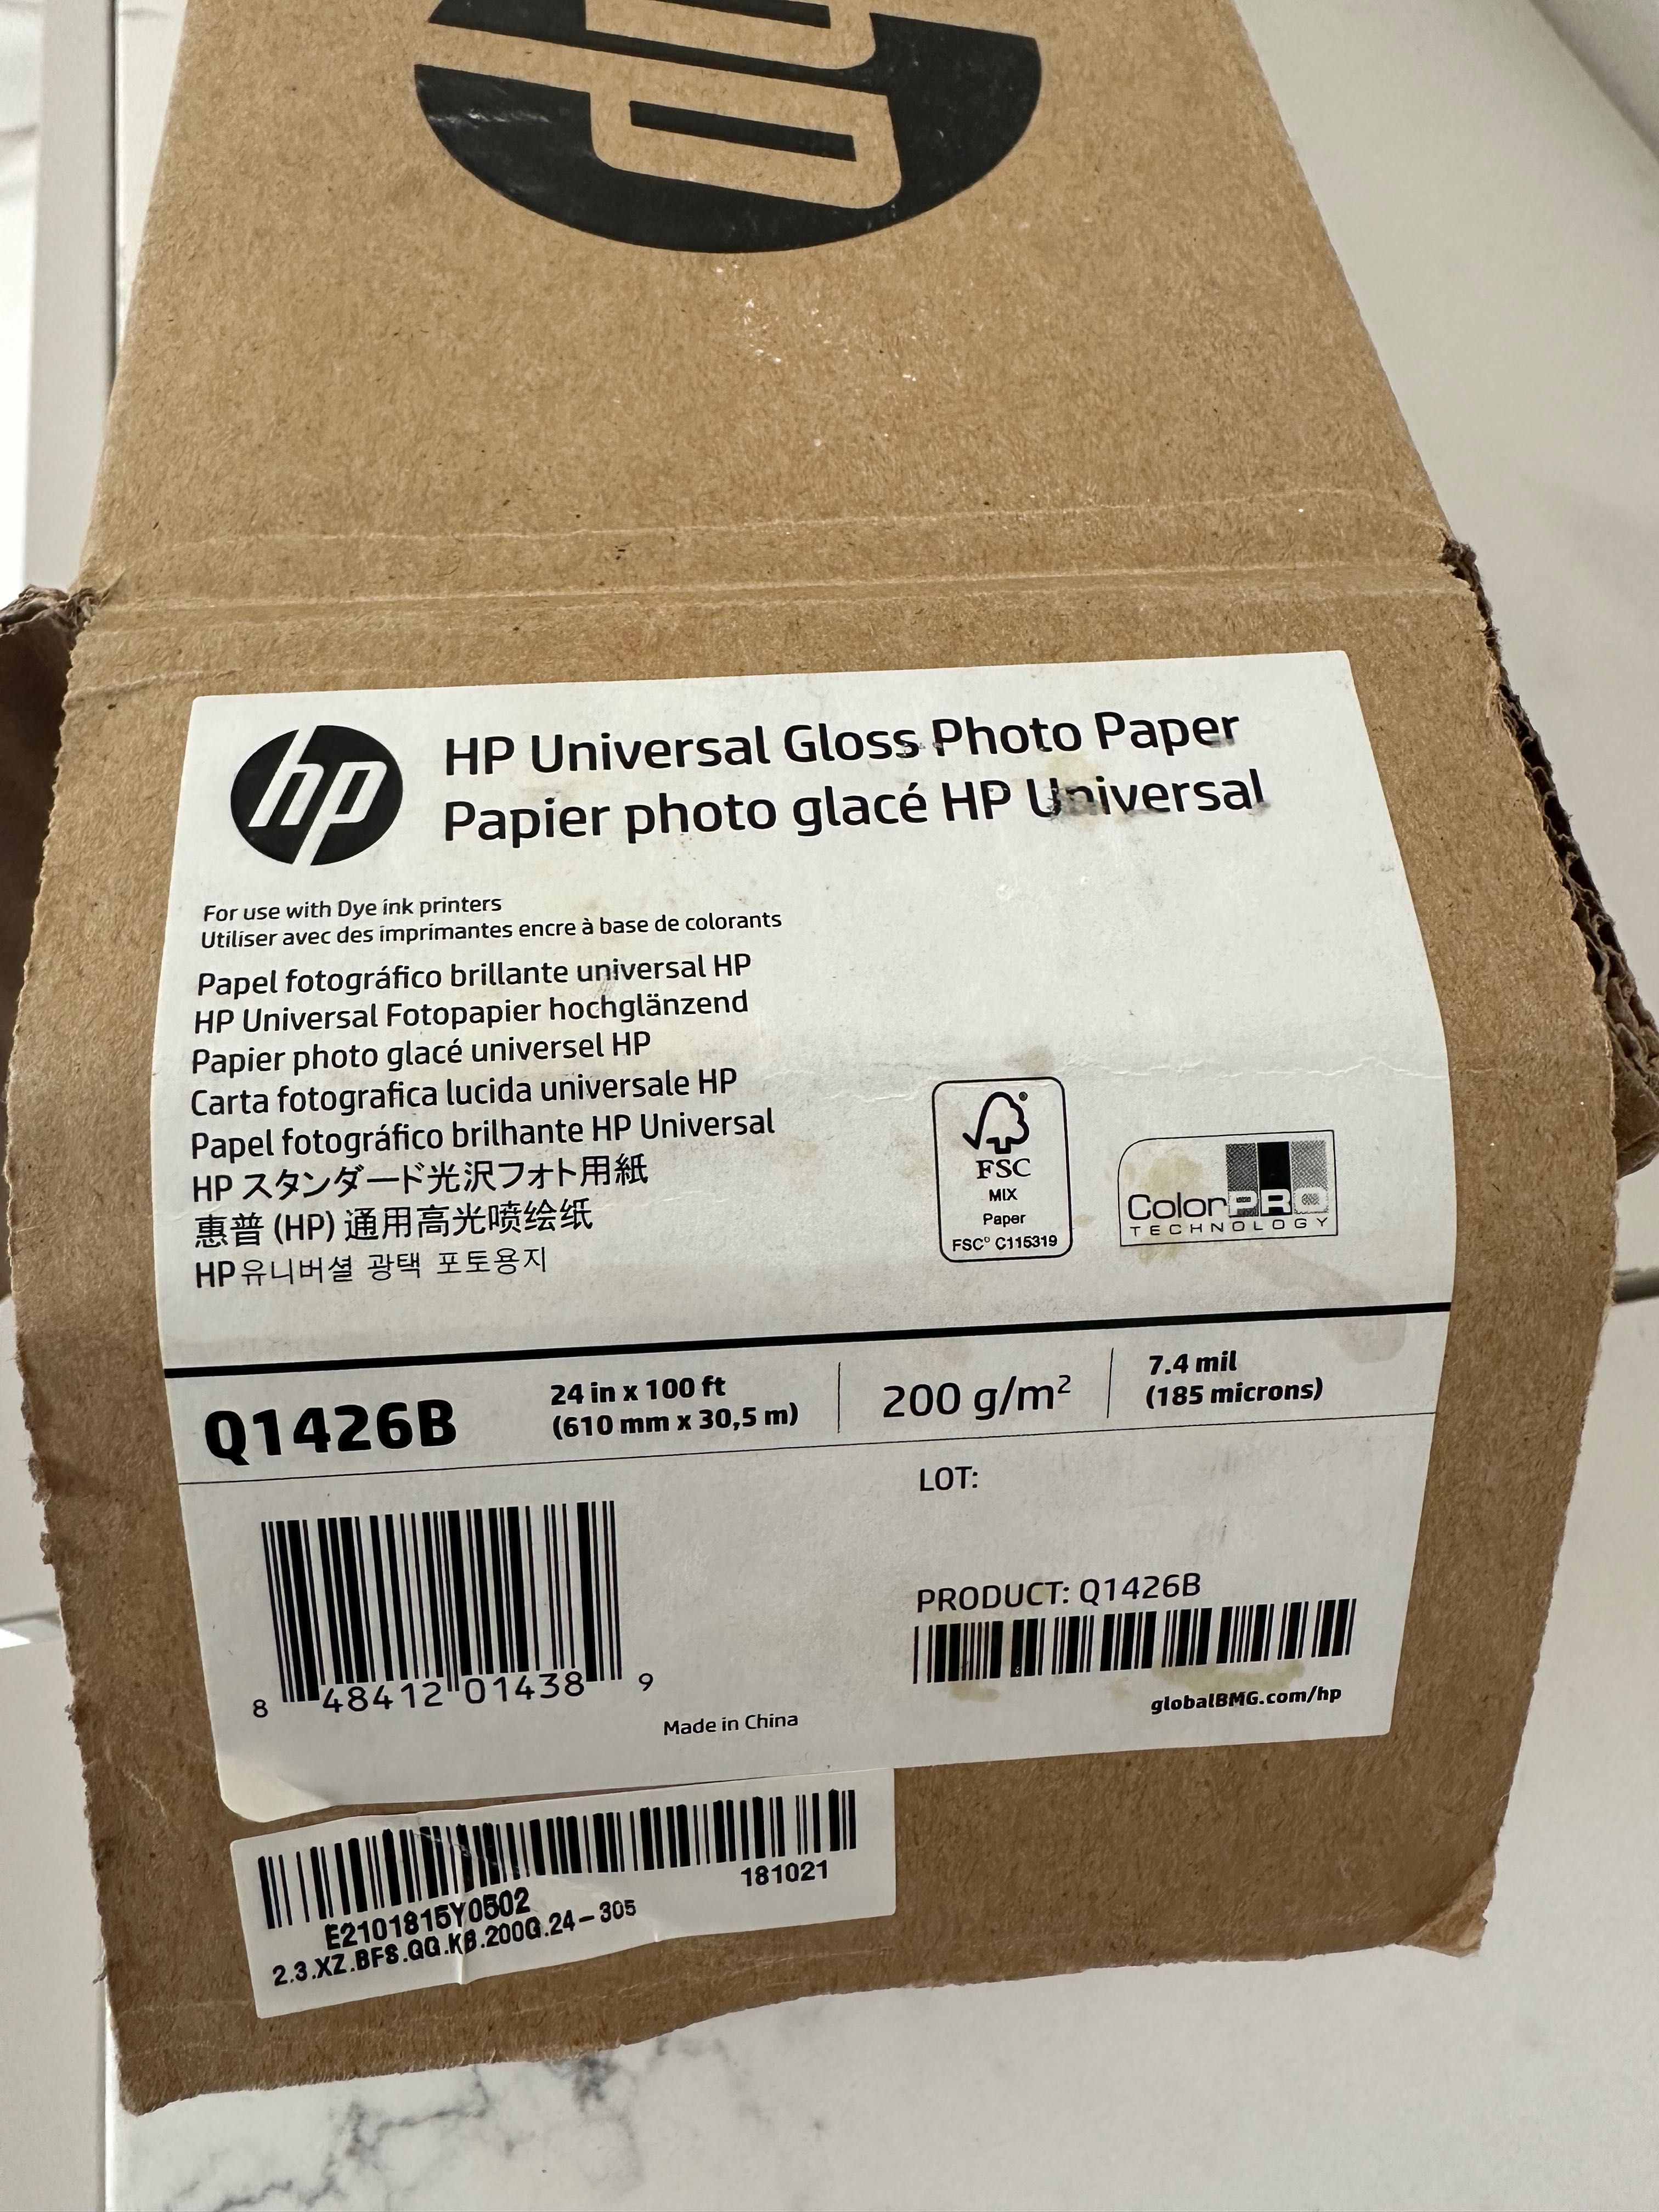 hp
HP Universal Gloss Photo Paper
Papier photo glacé HP Universal
For use with Dye ink printers
Utiliser avec des imprimantes encre à base de colorants
Papel fotográfico brillante universal HP
HP Universal Fotopapier hochglänzend
Papier photo glacé universel HP
Carta fotografica lucida universale HP
Papel fotográfico brilhante HP Universal
HP スタンダード光沢フォト用紙
惠普 (HP) 通用高光喷绘纸
HP유니버셜 광택 포토용지
FSC®
MIX
Paper
FSC® C115319
ColorPRO
TECHNOLOGY
Q1426B
24 in x 100 ft
(610 mm x 30,5 m)
200 g/m²
7.4 mil
(185 microns)
LOT:
PRODUCT: Q1426B
8 48412 01438 9
globalBMG.com/hp
Made in China
181021
E2101815Y0502
2.3.XZ.BFS.GG.KB.200G.24-305